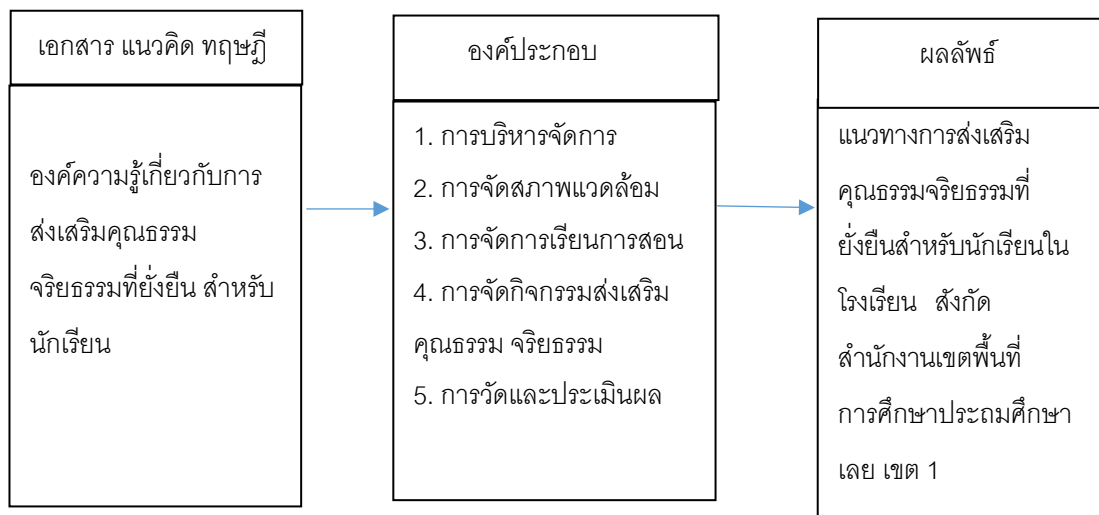 เอกสาร แนวคิด ทฤษฎี
องค์ความรู้เกี่ยวกับการ
ส่งเสริมคุณธรรม
จริยธรรมที่ยั่งยืน สำหรับ
นักเรียน
องค์ประกอบ
1. การบริหารจัดการ
2. การจัดสภาพแวดล้อม
3. การจัดการเรียนการสอน
4. การจัดกิจกรรมส่งเสริม
คุณธรรม จริยธรรม
5. การวัดและประเมินผล
ผลลัพธ์
แนวทางการส่งเสริม
คุณธรรมจริยธรรมที่
ยั่งยืนสำหรับนักเรียนใน
โรงเรียน สังกัด
สำนักงานเขตพื้นที่
การศึกษาประถมศึกษา
เลย เขต 1